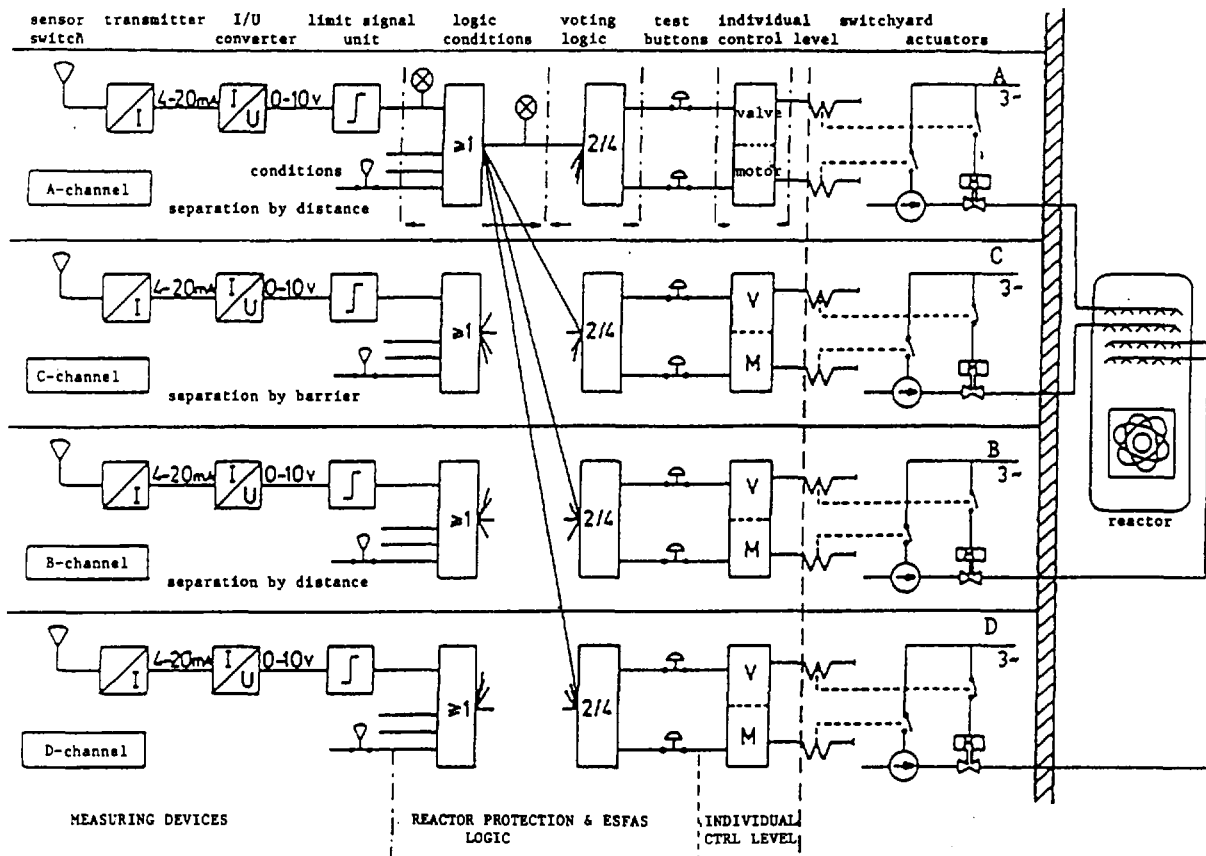 sensor transmitter I/U limit signal logic voting test individual switchyard
switch converter unit conditions logic buttons control level actuators
A
I 4-20mA I/U 0-10v ≥1 2/4 valve 3~
motor
conditions
A-channel
separation by distance
C
I 4-20mA I/U 0-10v ≥1 2/4 V 3~
M
C-channel
separation by barrier
B
I 4-20mA I/U 0-10v ≥1 2/4 V 3~
M
reactor
B-channel
separation by distance
D
I 4-20mA I/U 0-10v ≥1 2/4 V 3~
M
D-channel
MEASURING DEVICES REACTOR PROTECTION & ESFAS INDIVIDUAL
LOGIC CTRL LEVEL